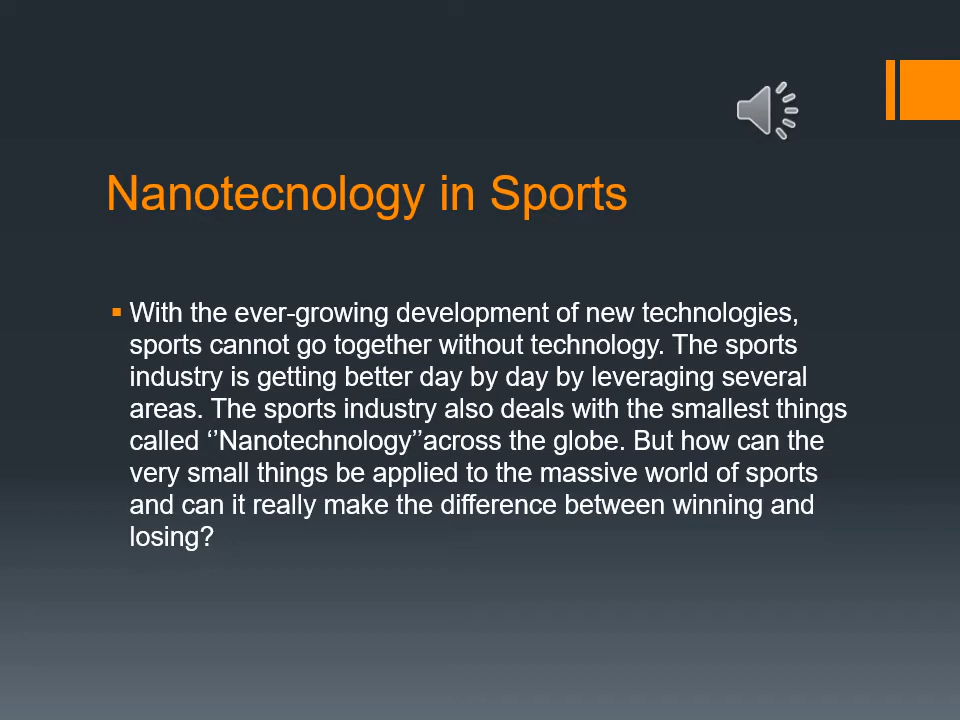 Nanotecnology in Sports
With the ever-growing development of new technologies,
sports cannot go together without technology. The sports
industry is getting better day by day by leveraging several
areas. The sports industry also deals with the smallest things
called ‘’Nanotechnology’’across the globe. But how can the
very small things be applied to the massive world of sports
and can it really make the difference between winning and
losing?